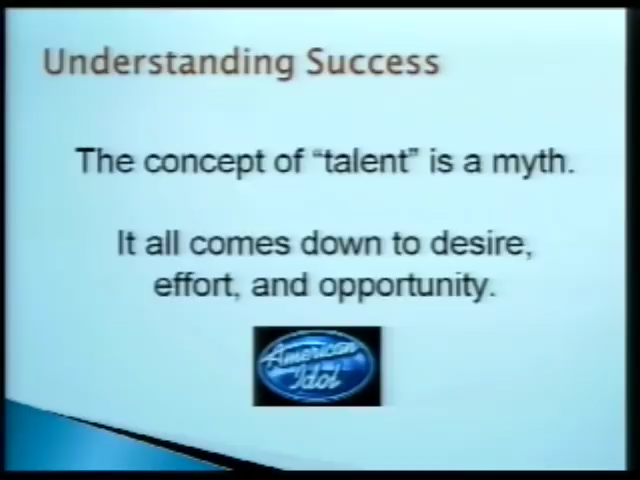 Understanding Success
The concept of “talent” is a myth.
It all comes down to desire,
effort, and opportunity.
American
Idol